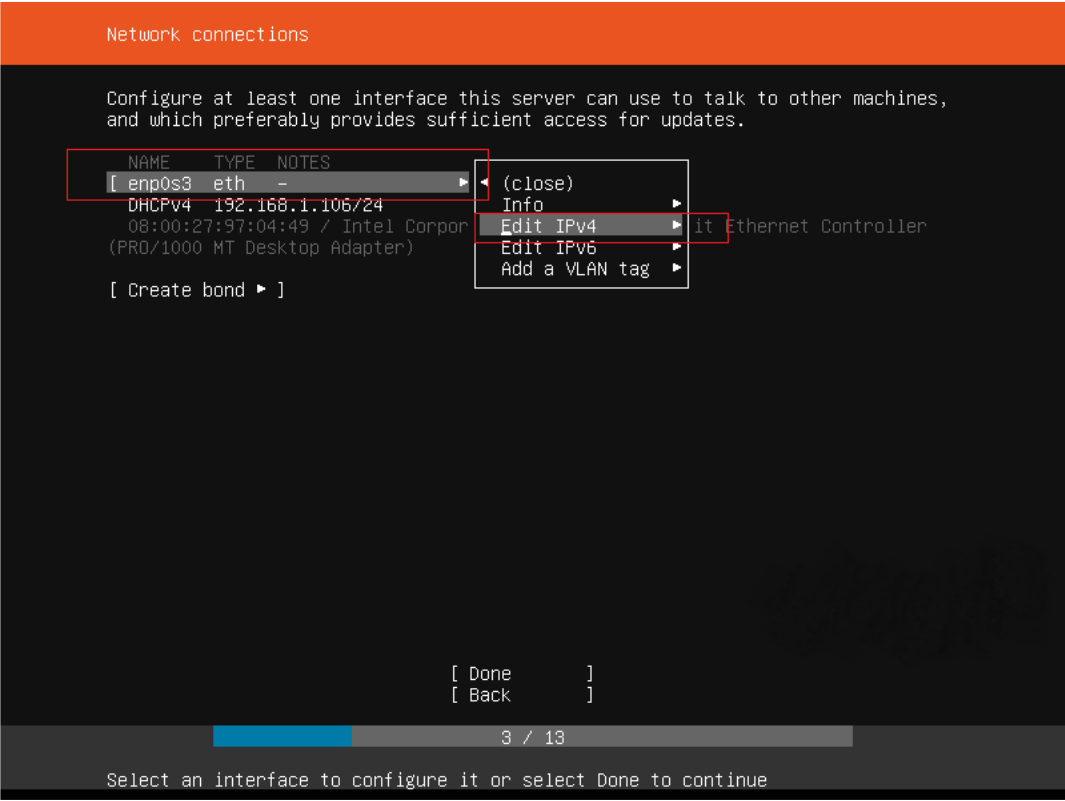 Network connections
Configure at least one interface this server can use to talk to other machines,
and which preferably provides sufficient access for updates.
NAME TYPE NOTES
[ enp0s3 eth - ▸ ◂ (close)
DHCPv4 192.168.1.106/24 Info ▸
08:00:27:97:04:49 / Intel Corpor Edit IPv4 ▸ it Ethernet Controller
(PRO/1000 MT Desktop Adapter) Edit IPv6 ▸
Add a VLAN tag ▸
[ Create bond ▸ ]
[ Done ]
[ Back ]
3 / 13
Select an interface to configure it or select Done to continue